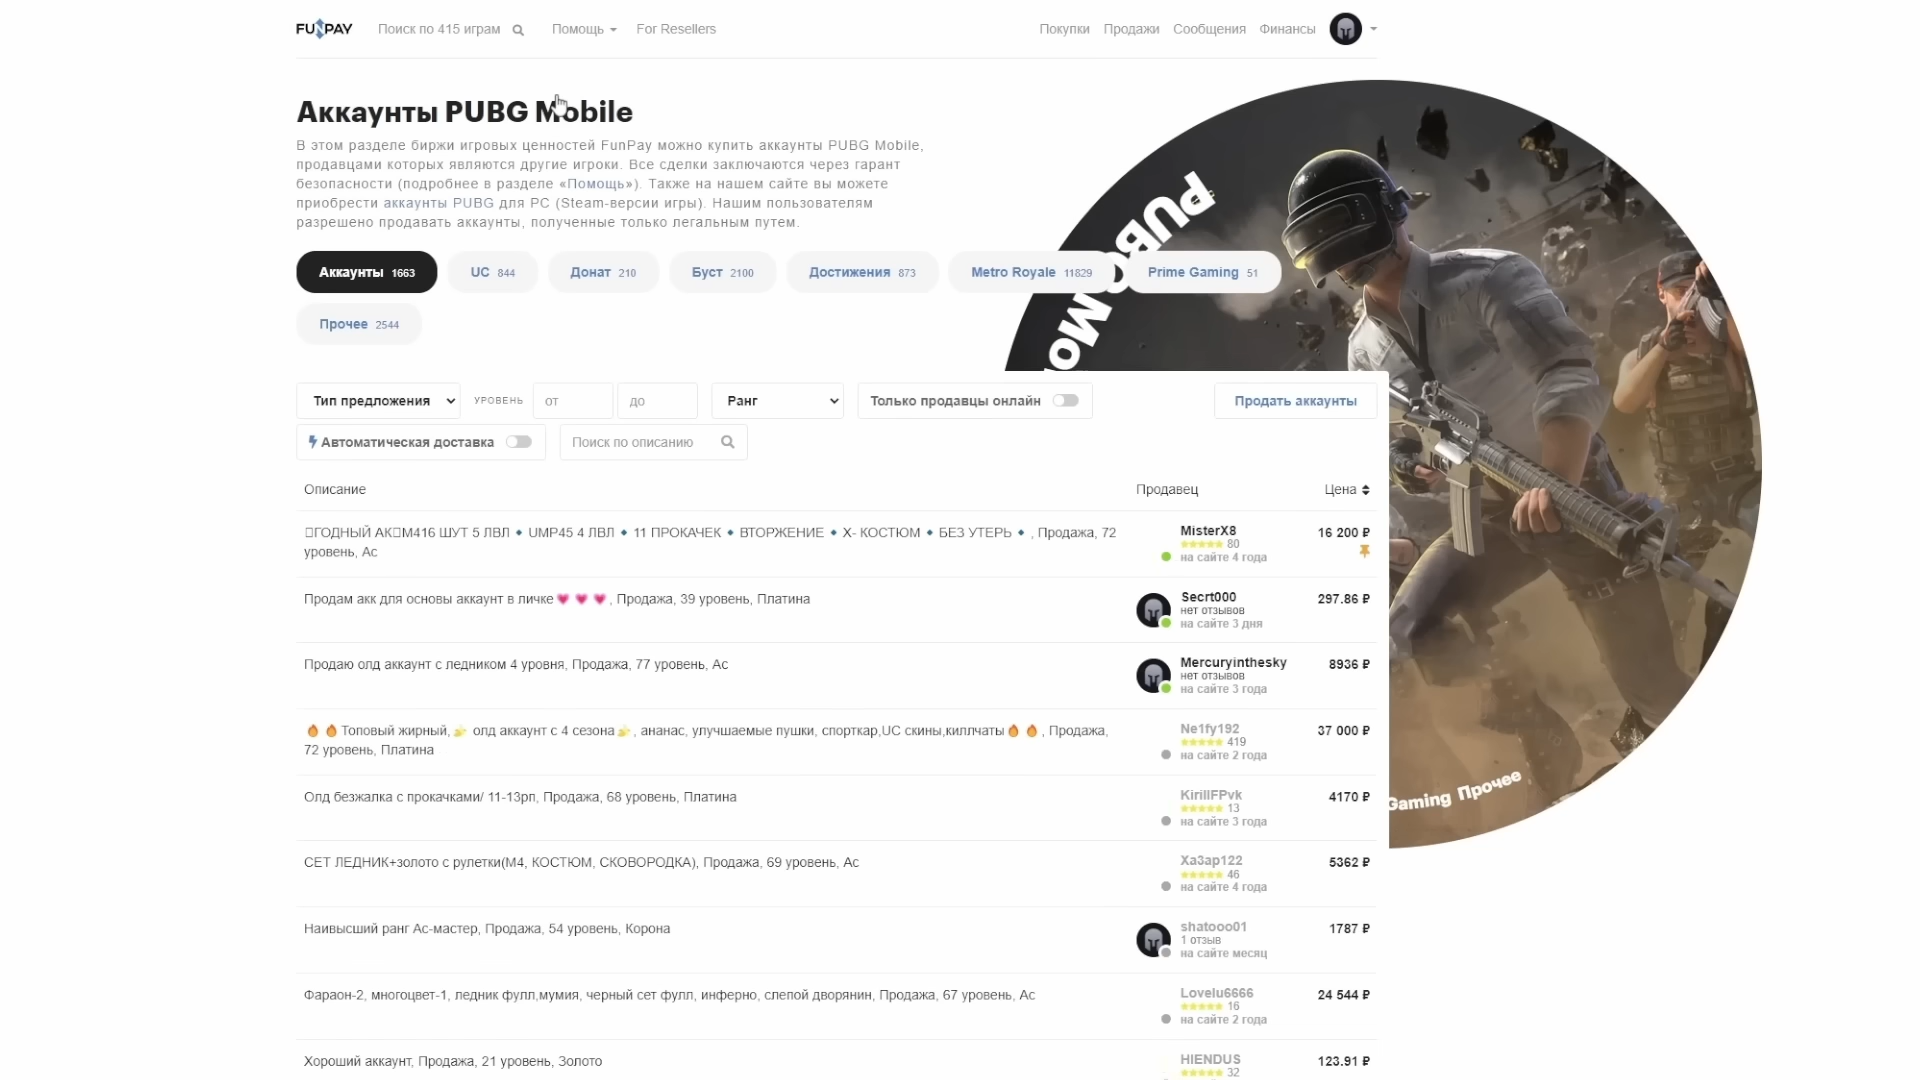 FUNPAY Поиск по 415 играм Помощь For Resellers Покупки Продажи Сообщения Финансы
Аккаунты PUBG Mobile
В этом разделе биржи игровых ценностей FunPay можно купить аккаунты PUBG Mobile,
продавцами которых являются другие игроки. Все сделки заключаются через гарант
безопасности (подробнее в разделе «Помощь»). Также на нашем сайте вы можете
приобрести аккаунты PUBG для PC (Steam-версии игры). Нашим пользователям
разрешено продавать аккаунты, полученные только легальным путем.
PUBG Mo
Аккаунты 1663 UC 844 Донат 210 Буст 2100 Достижения 873 Metro Royale 11829 Prime Gaming 51
Прочее 2544
Тип предложения УРОВЕНЬ от до Ранг Только продавцы онлайн Продать аккаунты
Автоматическая доставка Поиск по описанию
Описание Продавец Цена
ГОДНЫЙ АК М416 ШУТ 5 ЛВЛ 🔹 UMP45 4 ЛВЛ 🔹 11 ПРОКАЧЕК 🔹 ВТОРЖЕНИЕ 🔹 Х- КОСТЮМ 🔹 БЕЗ УТЕРЬ 🔹 , Продажа, 72
уровень, Ас
MisterX8
80
на сайте 4 года
16 200 ₽
Продам акк для основы аккаунт в личке💗 💗 💗, Продажа, 39 уровень, Платина
Secrt000
нет отзывов
на сайте 3 дня
297.86 ₽
Продаю олд аккаунт с ледником 4 уровня, Продажа, 77 уровень, Ас
Mercuryinthesky
нет отзывов
на сайте 3 года
8936 ₽
🔥 🔥Топовый жирный,🌟 олд аккаунт с 4 сезона🌟, ананас, улучшаемые пушки, спорткар,UC скины,киллчаты🔥 🔥, Продажа,
72 уровень, Платина
Ne1fy192
419
на сайте 2 года
37 000 ₽
Олд безжалка с прокачками/ 11-13рп, Продажа, 68 уровень, Платина
KirillFPvk
13
на сайте 3 года
4170 ₽
Gaming Прочее
СЕТ ЛЕДНИК+золото с рулетки(М4, КОСТЮМ, СКОВОРОДКА), Продажа, 69 уровень, Ас
Xa3ap122
46
на сайте 4 года
5362 ₽
Наивысший ранг Ас-мастер, Продажа, 54 уровень, Корона
shatooo01
1 отзыв
на сайте месяц
1787 ₽
Фараон-2, многоцвет-1, ледник фулл,мумия, черный сет фулл, инферно, слепой дворянин, Продажа, 67 уровень, Ас
Lovelu6666
16
на сайте 2 года
24 544 ₽
Хороший аккаунт, Продажа, 21 уровень, Золото
HIENDUS
32
123.91 ₽